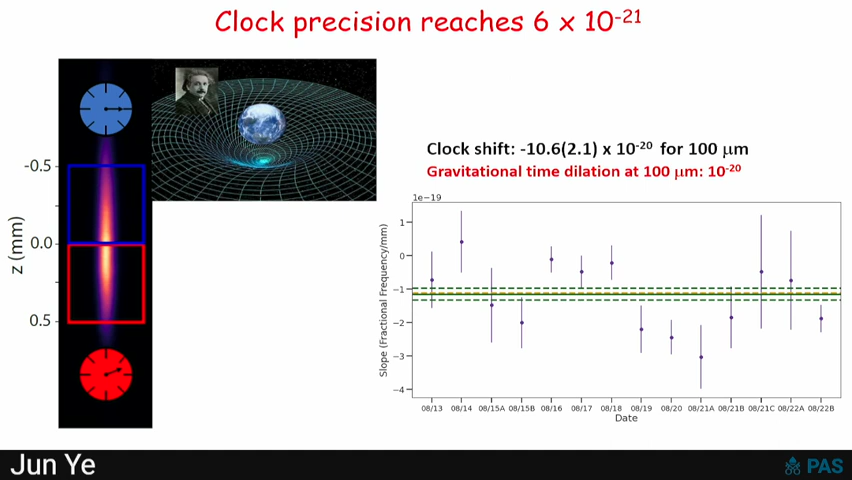 Clock precision reaches 6 x 10⁻²¹
Clock shift: -10.6(2.1) x 10⁻²⁰ for 100 μm
Gravitational time dilation at 100 μm: 10⁻²⁰
z (mm)
-0.5
0.0
0.5
1e−19
Slope (Fractional Frequency/mm)
1
0
−1
−2
−3
−4
08/13 08/14 08/15A 08/15B 08/16 08/17 08/18 08/19 08/20 08/21A 08/21B 08/21C 08/22A 08/22B
Date
Jun Ye
PAS